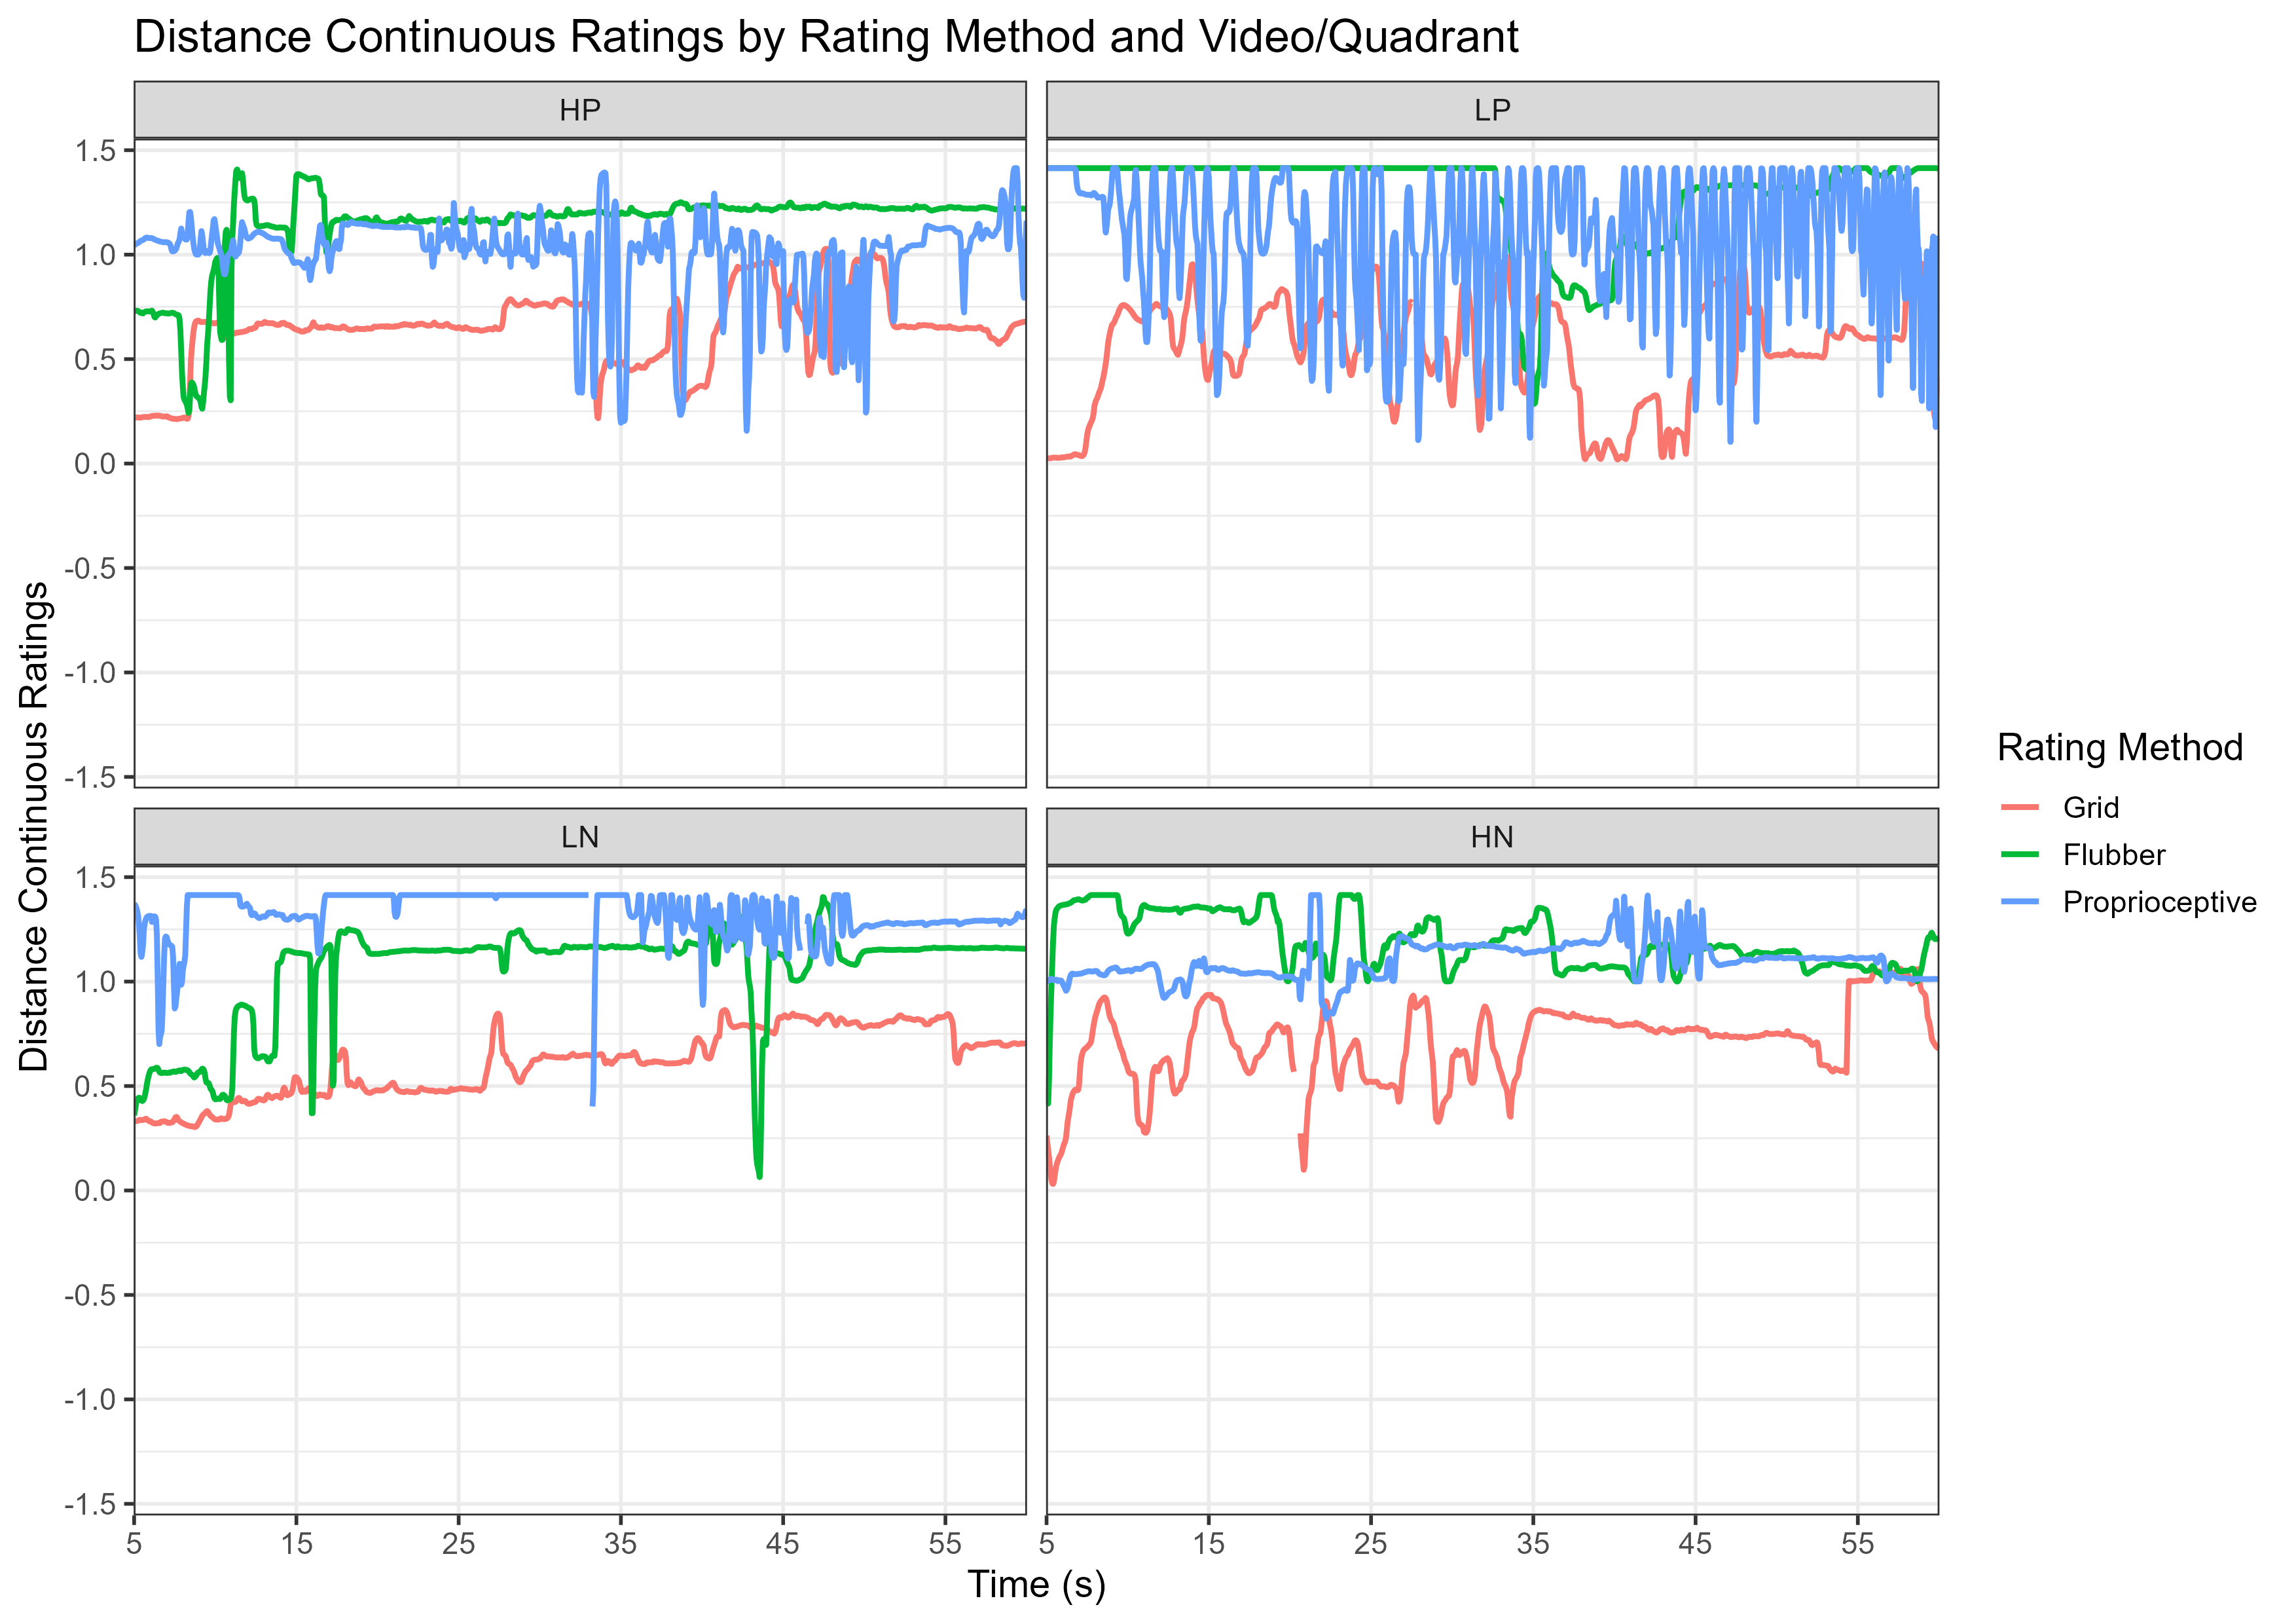 Distance Continuous Ratings by Rating Method and Video/Quadrant
HP
LP
1.5
1.0
0.5
0.0
-0.5
-1.0
-1.5
LN
HN
1.5
1.0
0.5
0.0
-0.5
-1.0
-1.5
Distance Continuous Ratings
5 15 25 35 45 55 5 15 25 35 45 55
Time (s)
Rating Method
Grid
Flubber
Proprioceptive